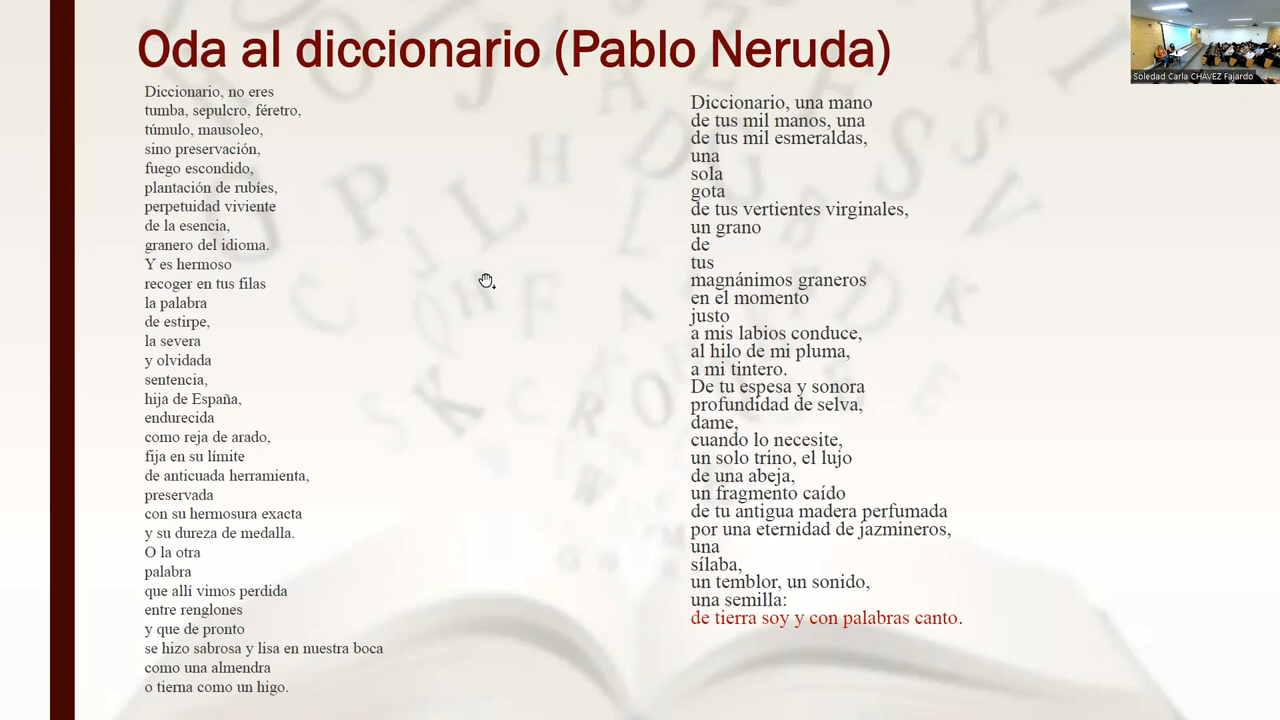 Oda al diccionario (Pablo Neruda)
Diccionario, no eres
tumba, sepulcro, féretro,
túmulo, mausoleo,
sino preservación,
fuego escondido,
plantación de rubíes,
perpetuidad viviente
de la esencia,
granero del idioma.
Y es hermoso
recoger en tus filas
la palabra
de estirpe,
la severa
y olvidada
sentencia,
hija de España,
endurecida
como reja de arado,
fija en su límite
de anticuada herramienta,
preservada
con su hermosura exacta
y su dureza de medalla.
O la otra
palabra
que allí vimos perdida
entre renglones
y que de pronto
se hizo sabrosa y lisa en nuestra boca
como una almendra
o tierna como un higo.
Diccionario, una mano
de tus mil manos, una
de tus mil esmeraldas,
una
sola
gota
de tus vertientes virginales,
un grano
de
tus
magnánimos graneros
en el momento
justo
a mis labios conduce,
al hilo de mi pluma,
a mi tintero.
De tu espesa y sonora
profundidad de selva,
dame,
cuando lo necesite,
un solo trino, el lujo
de una abeja,
un fragmento caído
de tu antigua madera perfumada
por una eternidad de jazmineros,
una
sílaba,
un temblor, un sonido,
una semilla:
de tierra soy y con palabras canto.
Soledad Carla CHÁVEZ Fajardo